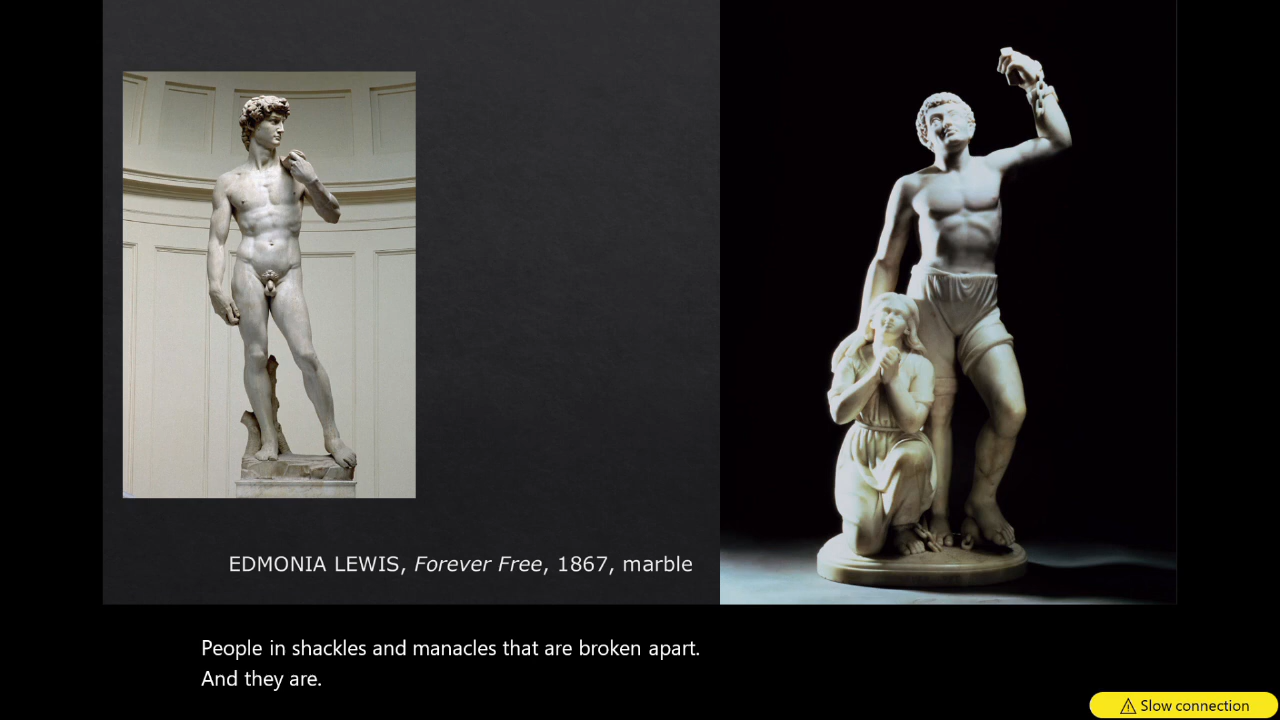 EDMONIA LEWIS, Forever Free, 1867, marble
People in shackles and manacles that are broken apart.
And they are.
Slow connection